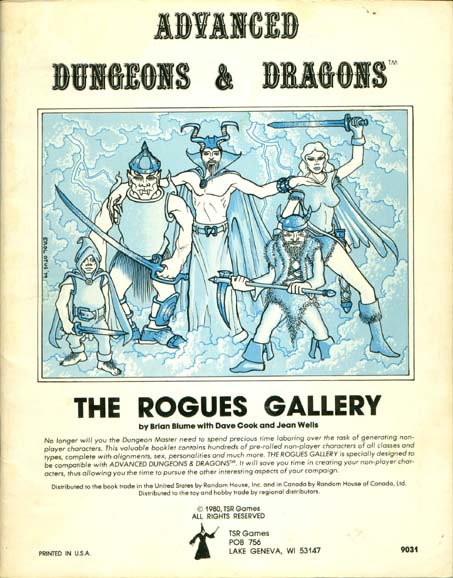 ADVANCED
DUNGEONS & DRAGONS™
EROL OTUS 79
THE ROGUES GALLERY
by Brian Blume with Dave Cook and Jean Wells
No longer will you the Dungeon Master need to spend precious time laboring over the task of generating non-
player characters. This valuable booklet contains hundreds of pre-rolled non-player characters of all classes and
types, complete with alignments, sex, personalities and much more. THE ROGUES GALLERY is specially designed to
be compatible with ADVANCED DUNGEONS & DRAGONS™. It will save you time in creating your non-player char-
acters, thus allowing you the time to pursue the other interesting aspects of your campaign.
Distributed to the book trade in the United States by Random House, Inc. and in Canada by Random House of Canada, Ltd.
Distributed to the toy and hobby trade by regional distributors.
© 1980, TSR Games
ALL RIGHTS RESERVED
TSR Games
POB 756
LAKE GENEVA, WI 53147
PRINTED IN U.S.A.
9031